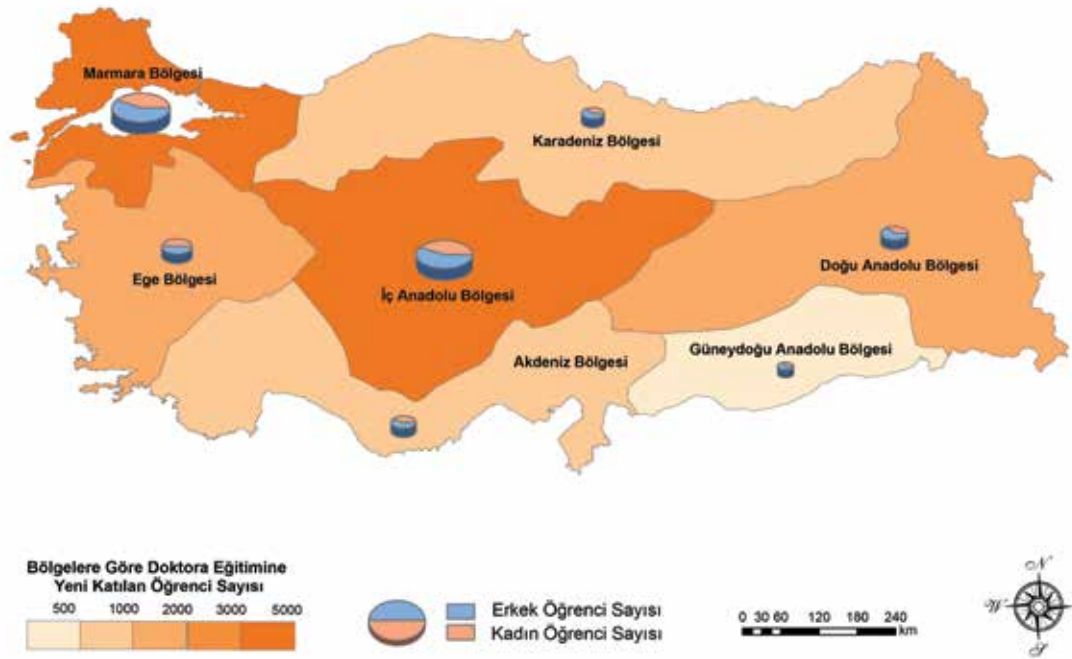 Marmara Bölgesi
Karadeniz Bölgesi
Ege Bölgesi
İç Anadolu Bölgesi
Doğu Anadolu Bölgesi
Akdeniz Bölgesi
Güneydoğu Anadolu Bölgesi
Bölgelere Göre Doktora Eğitimine
Yeni Katılan Öğrenci Sayısı
500 1000 2000 3000 5000
Erkek Öğrenci Sayısı
Kadın Öğrenci Sayısı
0 30 60 120 180 240
km
N
W
S